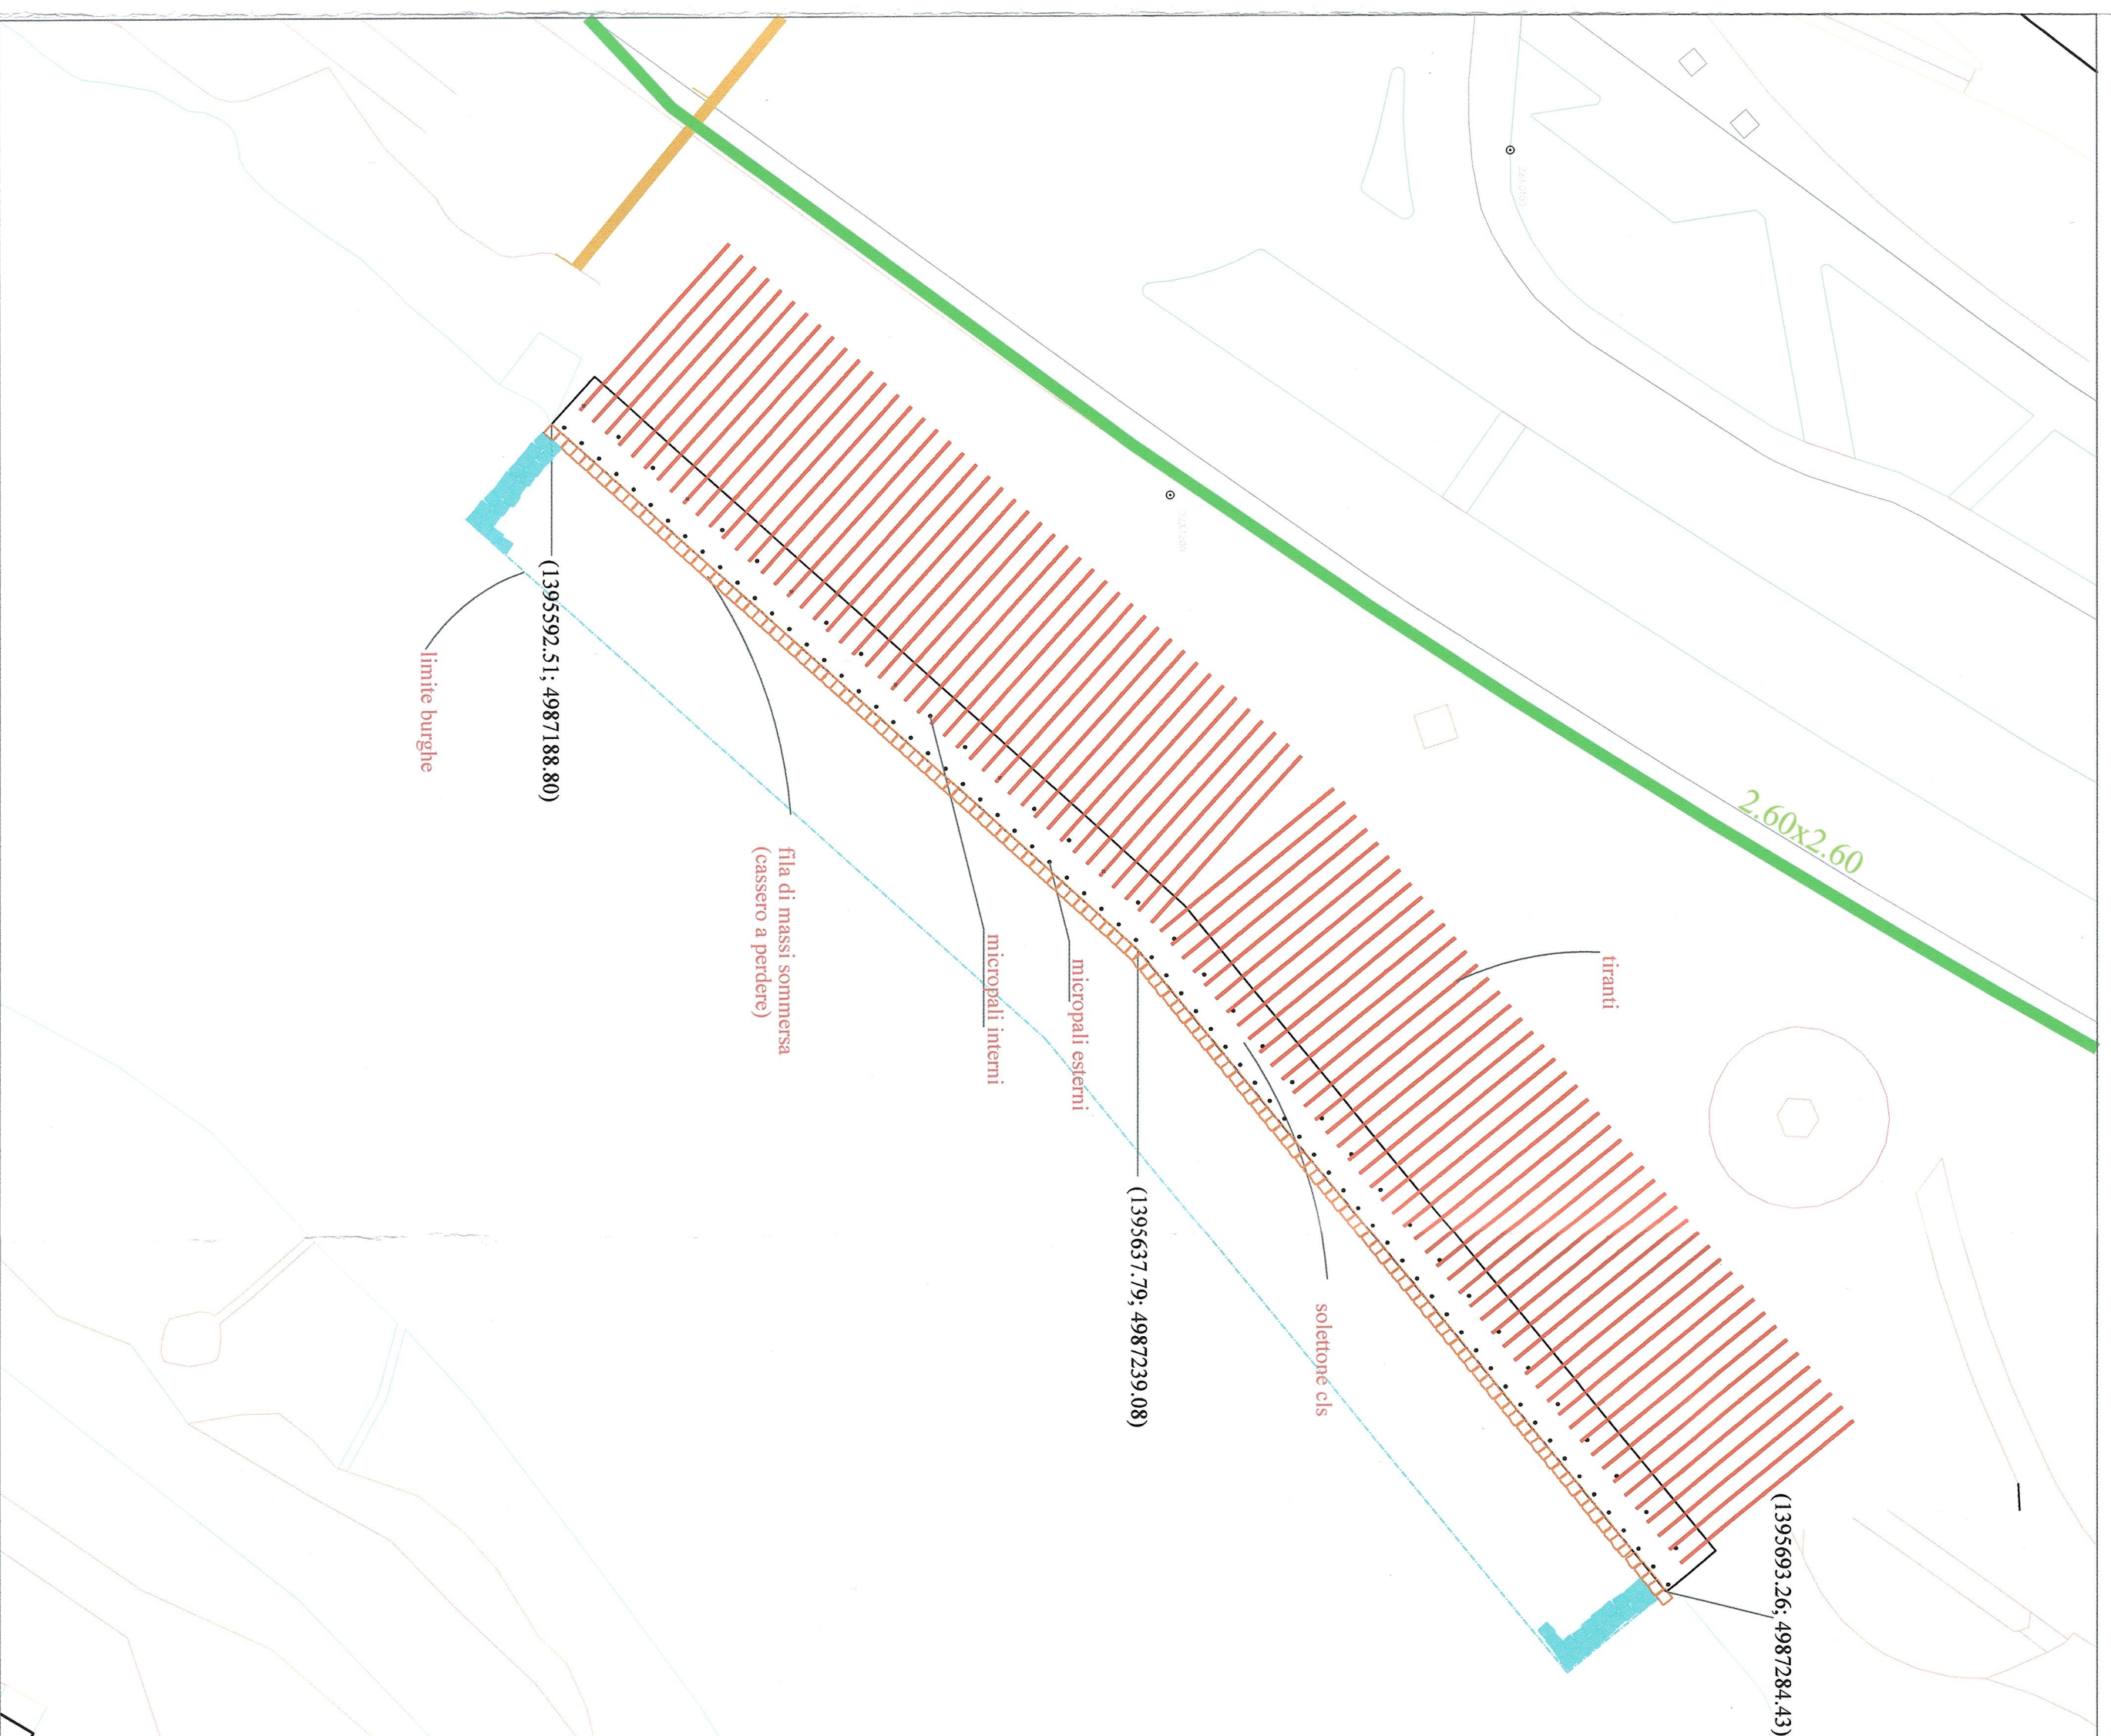 2.60x2.60
tiranti
(1395693.26; 4987284.43)
solettone cls
(1395637.79; 4987239.08)
micropali esterni
micropali interni
fila di massi sommersa
(cassero a perdere)
(1395592.51; 4987188.80)
limite burghe